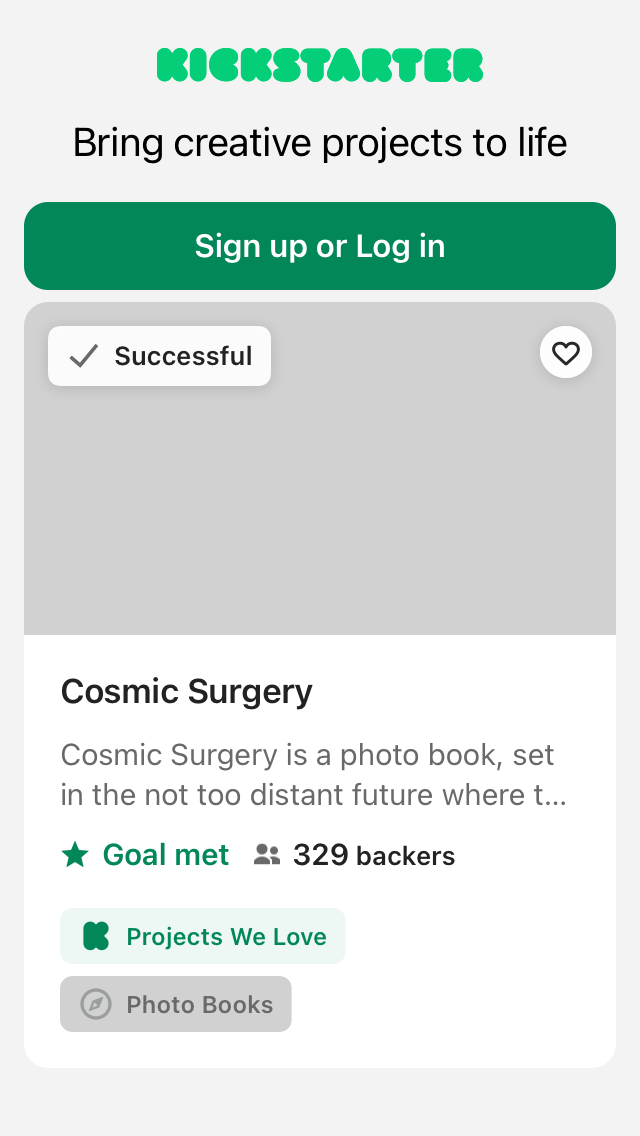 KICKSTARTER
Bring creative projects to life
Sign up or Log in
Successful
Cosmic Surgery
Cosmic Surgery is a photo book, set
in the not too distant future where t...
Goal met 329 backers
Projects We Love
Photo Books